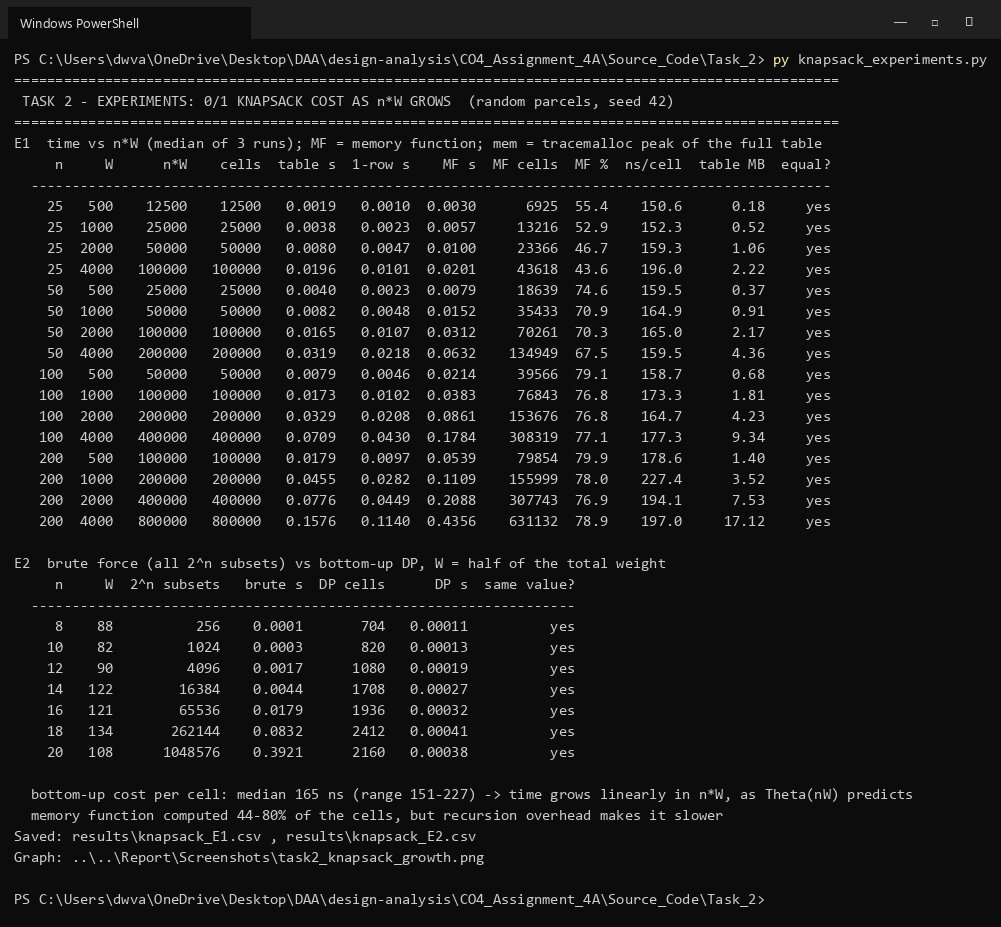 Windows PowerShell
PS C:\Users\dwva\OneDrive\Desktop\DAA\design-analysis\CO4_Assignment_4A\Source_Code\Task_2> py knapsack_experiments.py
====================================================================================================
 TASK 2 - EXPERIMENTS: 0/1 KNAPSACK COST AS n*W GROWS  (random parcels, seed 42)
====================================================================================================
E1  time vs n*W (median of 3 runs); MF = memory function; mem = tracemalloc peak of the full table
     n     W      n*W    cells  table s  1-row s    MF s  MF cells  MF %  ns/cell  table MB  equal?
  -------------------------------------------------------------------------------------------------
    25   500    12500    12500   0.0019   0.0010  0.0030      6925  55.4    150.6      0.18     yes
    25  1000    25000    25000   0.0038   0.0023  0.0057     13216  52.9    152.3      0.52     yes
    25  2000    50000    50000   0.0080   0.0047  0.0100     23366  46.7    159.3      1.06     yes
    25  4000   100000   100000   0.0196   0.0101  0.0201     43618  43.6    196.0      2.22     yes
    50   500    25000    25000   0.0040   0.0023  0.0079     18639  74.6    159.5      0.37     yes
    50  1000    50000    50000   0.0082   0.0048  0.0152     35433  70.9    164.9      0.91     yes
    50  2000   100000   100000   0.0165   0.0107  0.0312     70261  70.3    165.0      2.17     yes
    50  4000   200000   200000   0.0319   0.0218  0.0632    134949  67.5    159.5      4.36     yes
   100   500    50000    50000   0.0079   0.0046  0.0214     39566  79.1    158.7      0.68     yes
   100  1000   100000   100000   0.0173   0.0102  0.0383     76843  76.8    173.3      1.81     yes
   100  2000   200000   200000   0.0329   0.0208  0.0861    153676  76.8    164.7      4.23     yes
   100  4000   400000   400000   0.0709   0.0430  0.1784    308319  77.1    177.3      9.34     yes
   200   500   100000   100000   0.0179   0.0097  0.0539     79854  79.9    178.6      1.40     yes
   200  1000   200000   200000   0.0455   0.0282  0.1109    155999  78.0    227.4      3.52     yes
   200  2000   400000   400000   0.0776   0.0449  0.2088    307743  76.9    194.1      7.53     yes
   200  4000   800000   800000   0.1576   0.1140  0.4356    631132  78.9    197.0     17.12     yes
E2  brute force (all 2^n subsets) vs bottom-up DP, W = half of the total weight
     n    W  2^n subsets   brute s  DP cells      DP s  same value?
  ------------------------------------------------------------------
     8   88          256    0.0001       704   0.00011          yes
    10   82         1024    0.0003       820   0.00013          yes
    12   90         4096    0.0017      1080   0.00019          yes
    14  122        16384    0.0044      1708   0.00027          yes
    16  121        65536    0.0179      1936   0.00032          yes
    18  134       262144    0.0832      2412   0.00041          yes
    20  108      1048576    0.3921      2160   0.00038          yes
  bottom-up cost per cell: median 165 ns (range 151-227) -> time grows linearly in n*W, as Theta(nW) predicts
  memory function computed 44-80% of the cells, but recursion overhead makes it slower
Saved: results\knapsack_E1.csv , results\knapsack_E2.csv
Graph: ..\..\Report\Screenshots\task2_knapsack_growth.png
PS C:\Users\dwva\OneDrive\Desktop\DAA\design-analysis\CO4_Assignment_4A\Source_Code\Task_2>